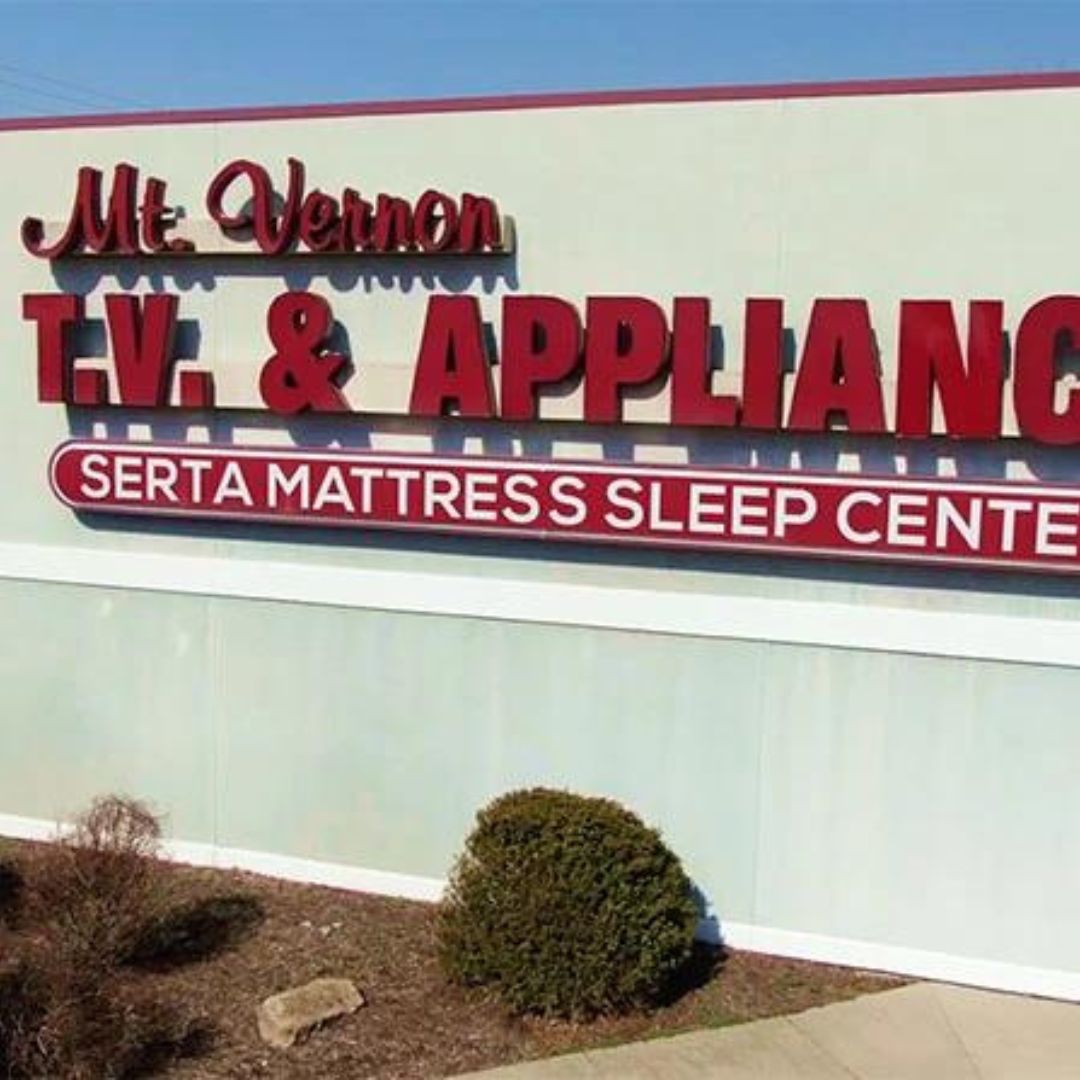 Mt. Vernon
T.V. & APPLIANC
SERTA MATTRESS SLEEP CENTE